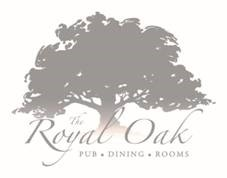 The
Royal Oak
PUB • DINING • ROOMS